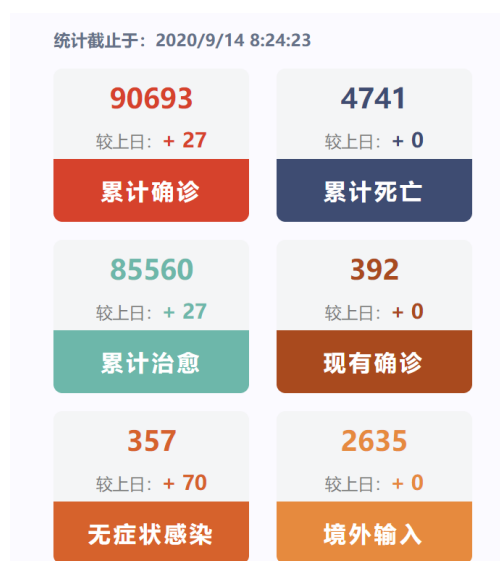 统计截止于：2020/9/14 8:24:23
90693 4741
较上日：+ 27 较上日：+ 0
累计确诊 累计死亡
85560 392
较上日：+ 27 较上日：+ 0
累计治愈 现有确诊
357 2635
较上日：+ 70 较上日：+ 0
无症状感染 境外输入